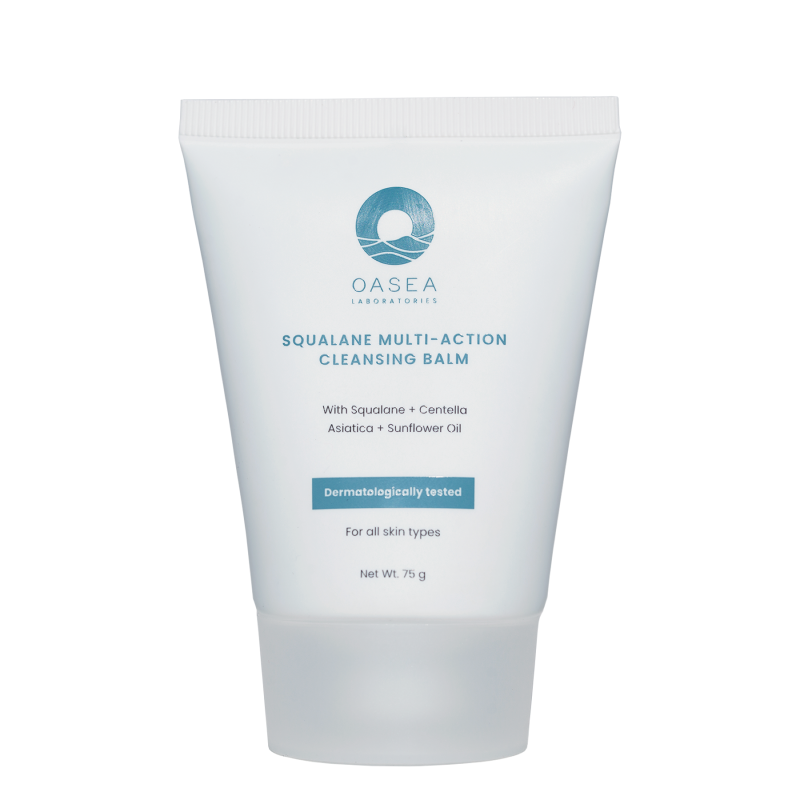 OASEA
LABORATORIES
SQUALANE MULTI-ACTION
CLEANSING BALM
With Squalane + Centella
Asiatica + Sunflower Oil
Dermatologically tested
For all skin types
Net Wt. 75 g